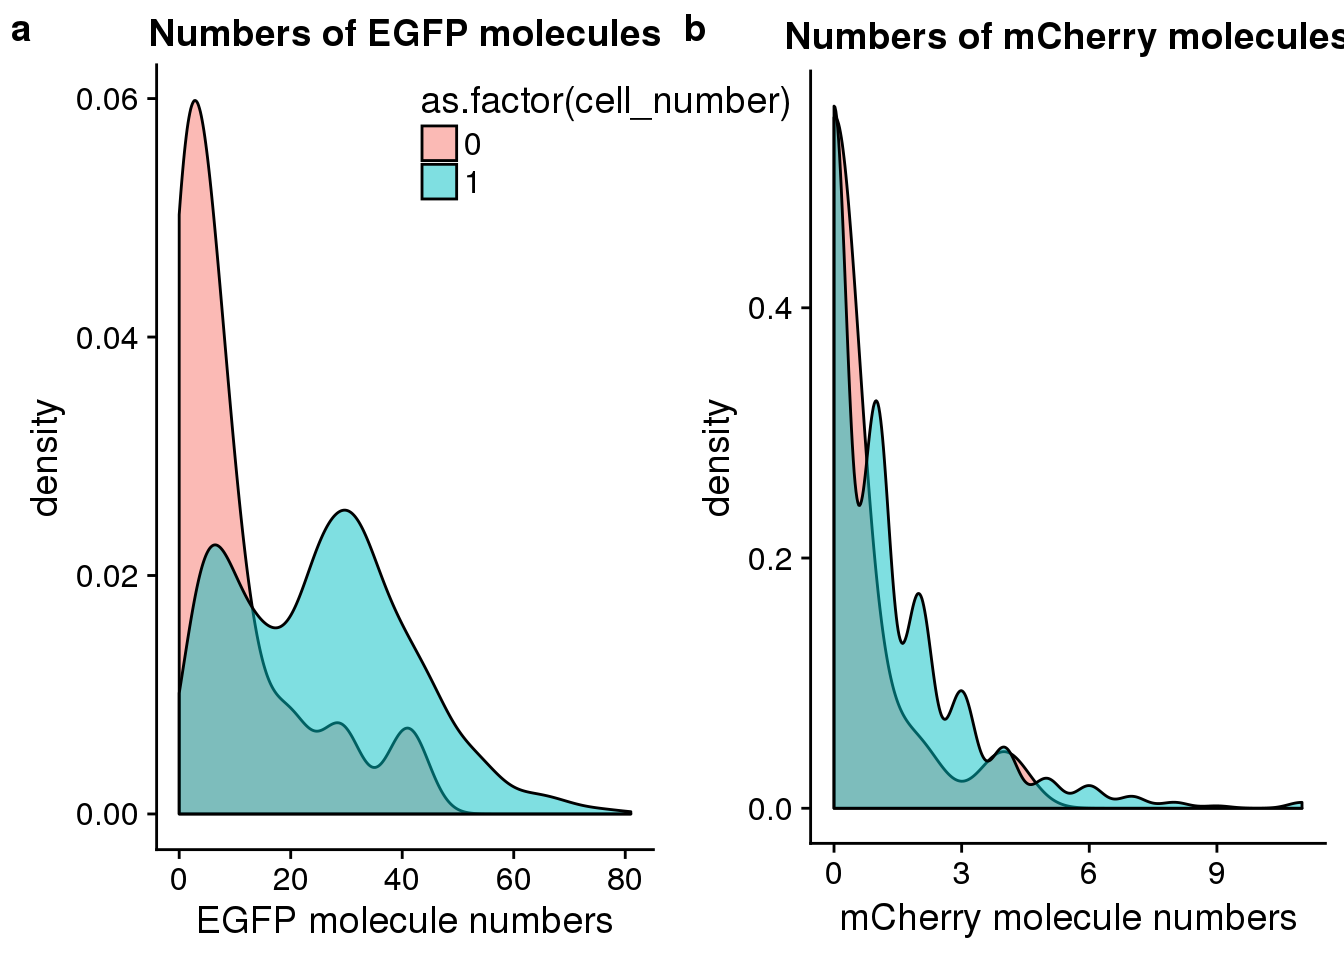 a
Numbers of EGFP molecules
as.factor(cell_number)
0
1
0.06
0.04
0.02
0.00
density
0 20 40 60 80
EGFP molecule numbers
b
Numbers of mCherry molecules
0.4
0.2
0.0
density
0 3 6 9
mCherry molecule numbers